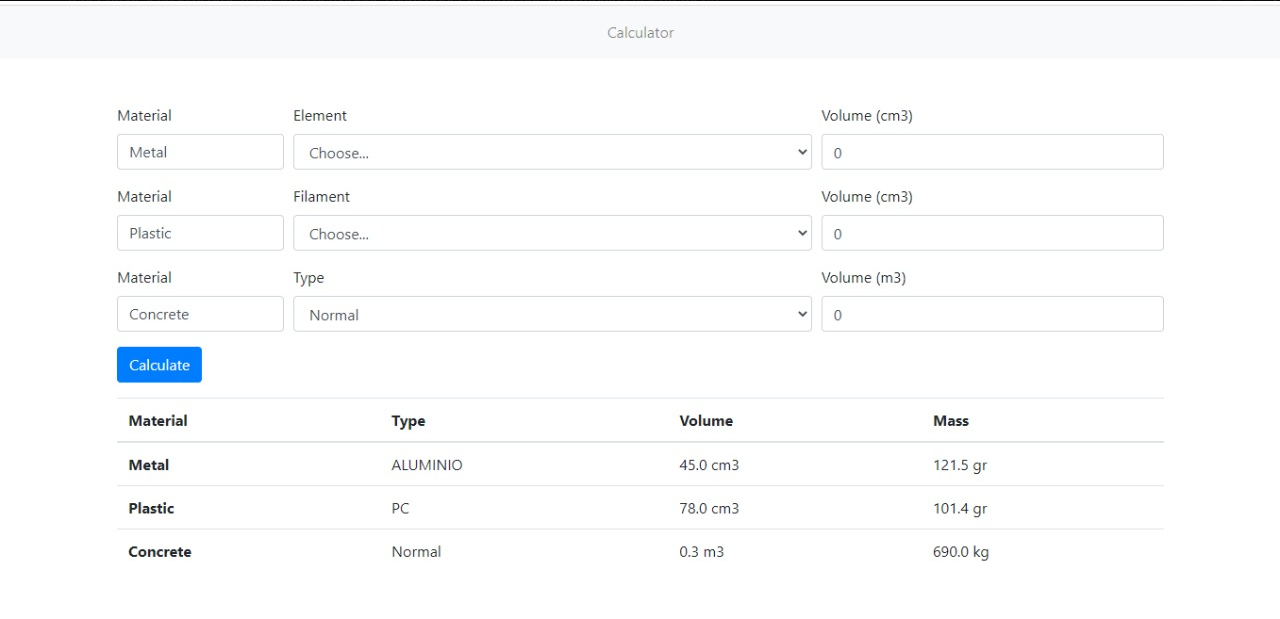 Calculator
Material Element Volume (cm3)
Metal Choose... 0
Material Filament Volume (cm3)
Plastic Choose... 0
Material Type Volume (m3)
Concrete Normal 0
Calculate
Material Type Volume Mass
Metal ALUMINIO 45.0 cm3 121.5 gr
Plastic PC 78.0 cm3 101.4 gr
Concrete Normal 0.3 m3 690.0 kg